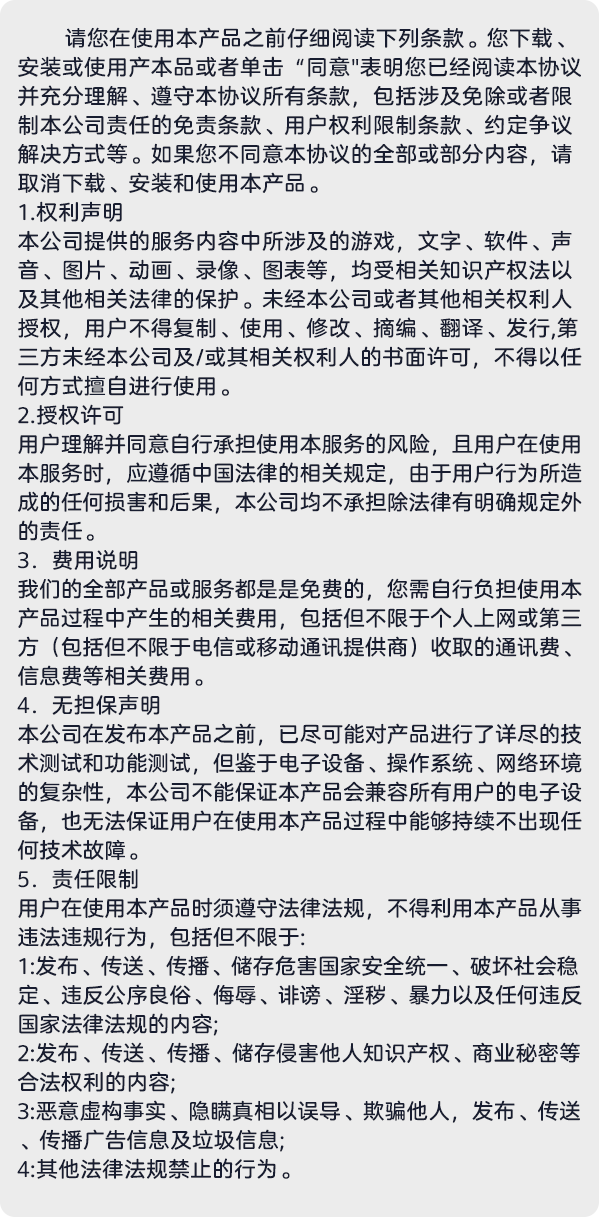 请您在使用本产品之前仔细阅读下列条款。您下载、
安装或使用产本品或者单击“同意"表明您已经阅读本协议
并充分理解、遵守本协议所有条款，包括涉及免除或者限
制本公司责任的免责条款、用户权利限制条款、约定争议
解决方式等。如果您不同意本协议的全部或部分内容，请
取消下载、安装和使用本产品。
1.权利声明
本公司提供的服务内容中所涉及的游戏，文字、软件、声
音、图片、动画、录像、图表等，均受相关知识产权法以
及其他相关法律的保护。未经本公司或者其他相关权利人
授权，用户不得复制、使用、修改、摘编、翻译、发行,第
三方未经本公司及/或其相关权利人的书面许可，不得以任
何方式擅自进行使用。
2.授权许可
用户理解并同意自行承担使用本服务的风险，且用户在使用
本服务时，应遵循中国法律的相关规定，由于用户行为所造
成的任何损害和后果，本公司均不承担除法律有明确规定外
的责任。
3．费用说明
我们的全部产品或服务都是是免费的，您需自行负担使用本
产品过程中产生的相关费用，包括但不限于个人上网或第三
方（包括但不限于电信或移动通讯提供商）收取的通讯费、
信息费等相关费用。
4．无担保声明
本公司在发布本产品之前，已尽可能对产品进行了详尽的技
术测试和功能测试，但鉴于电子设备、操作系统、网络环境
的复杂性，本公司不能保证本产品会兼容所有用户的电子设
备，也无法保证用户在使用本产品过程中能够持续不出现任
何技术故障。
5．责任限制
用户在使用本产品时须遵守法律法规，不得利用本产品从事
违法违规行为，包括但不限于:
1:发布、传送、传播、储存危害国家安全统一、破坏社会稳
定、违反公序良俗、侮辱、诽谤、淫秽、暴力以及任何违反
国家法律法规的内容;
2:发布、传送、传播、储存侵害他人知识产权、商业秘密等
合法权利的内容;
3:恶意虚构事实、隐瞒真相以误导、欺骗他人，发布、传送
、传播广告信息及垃圾信息;
4:其他法律法规禁止的行为。